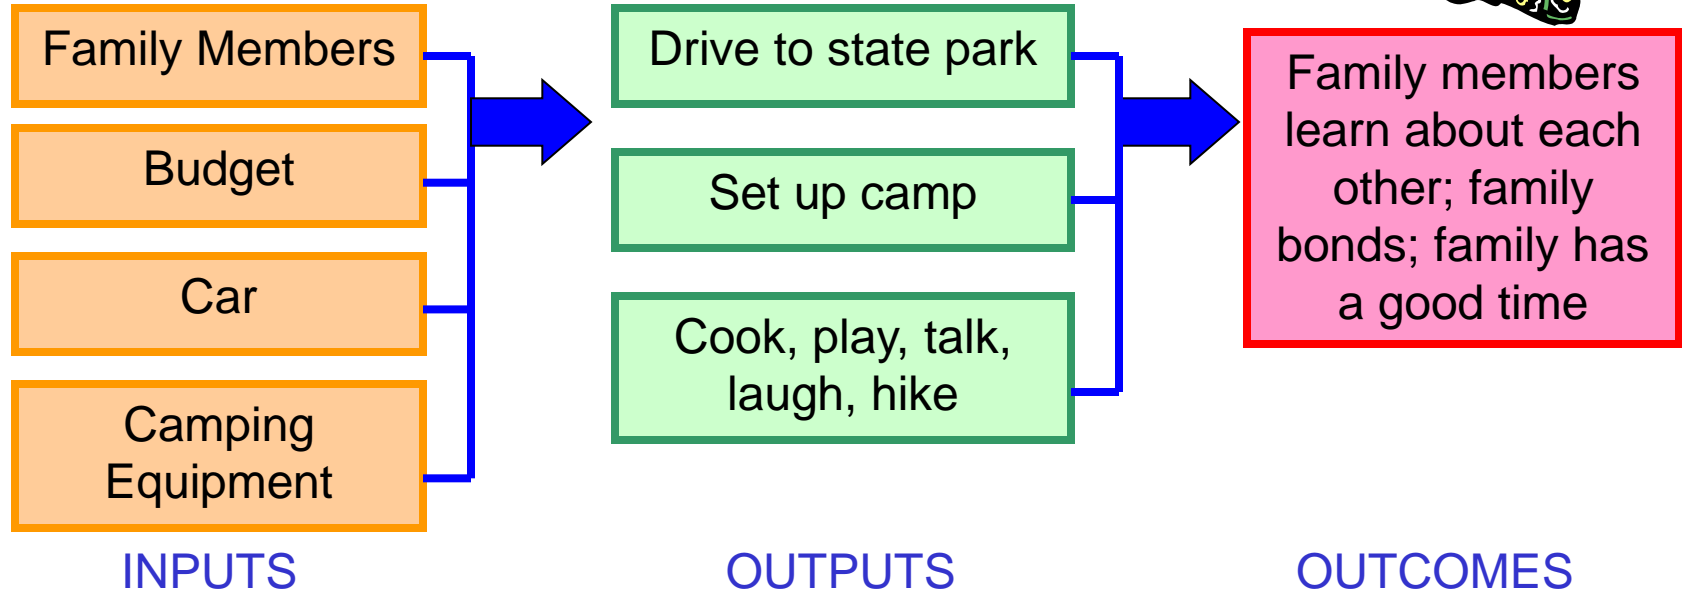 Family Members
Budget
Car
Camping
Equipment
INPUTS
Drive to state park
Set up camp
Cook, play, talk,
laugh, hike
OUTPUTS
Family members
learn about each
other; family
bonds; family has
a good time
OUTCOMES